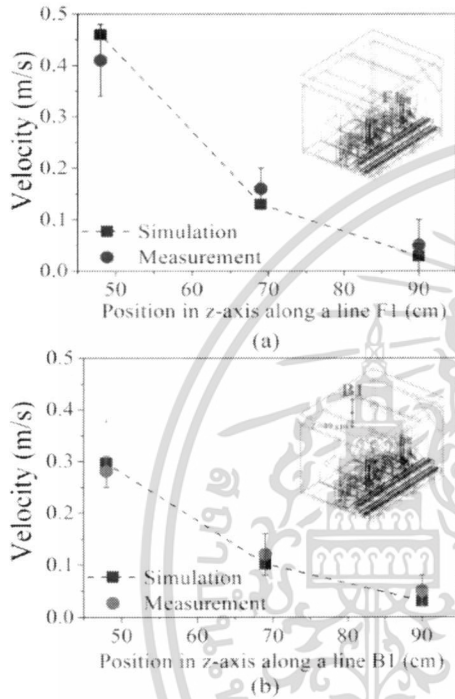 (a)
0.5
0.4
0.3
0.2
0.1
0.0
Velocity (m/s)
Simulation
Measurement
50 60 70 80 90
Position in z-axis along a line F1 (cm)
(a)
(b)
0.5
0.4
0.3
0.2
0.1
0.0
Velocity (m/s)
B1
Simulation
Measurement
50 60 70 80 90
Position in z-axis along a line B1 (cm)
(b)